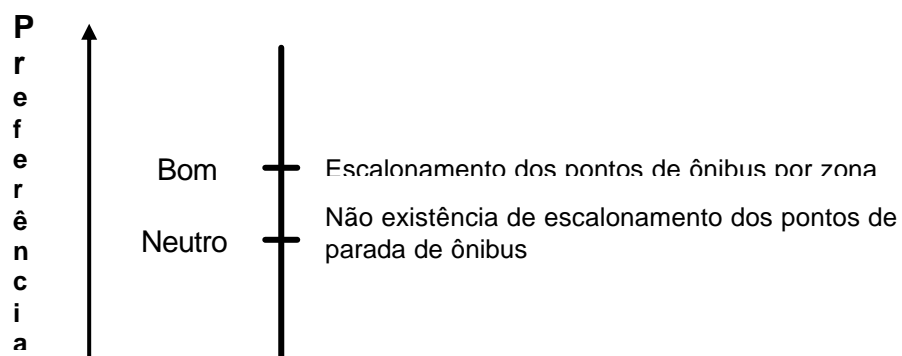 Preferência
Bom
Escalonamento dos pontos de ônibus por zona
Neutro
Não existência de escalonamento dos pontos de
parada de ônibus